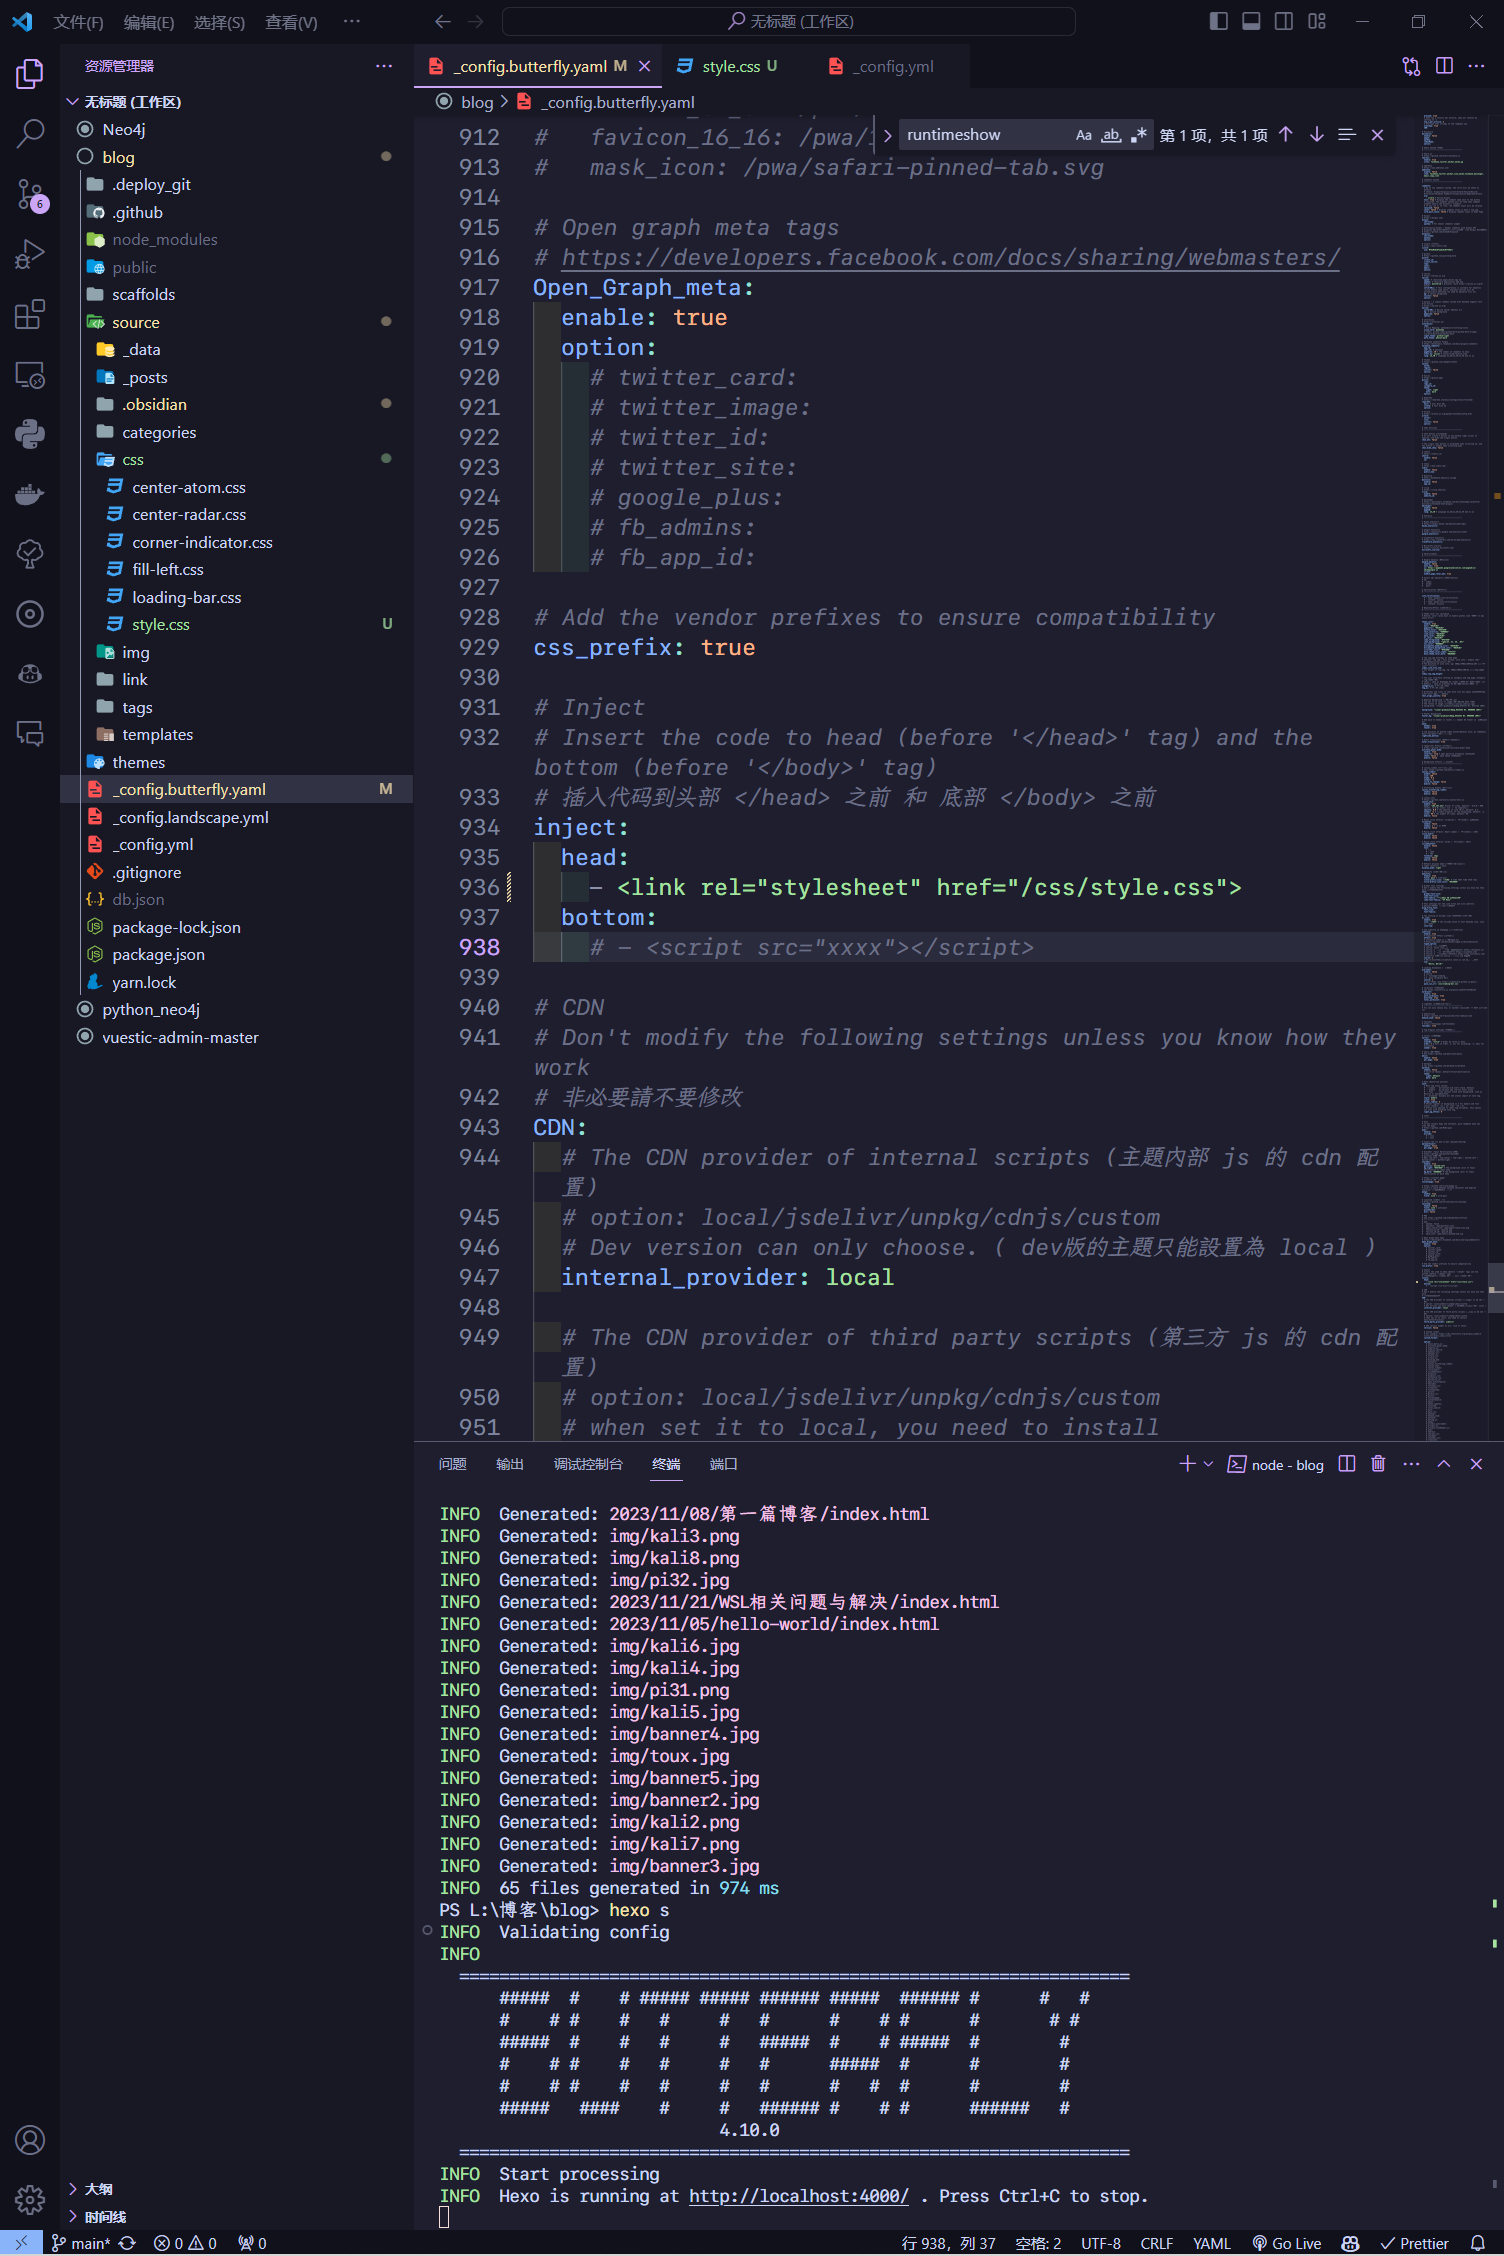 文件(F) 编辑(E) 选择(S) 查看(V) ··· 无标题 (工作区)
资源管理器
无标题 (工作区)
Neo4j
blog
.deploy_git
.github
node_modules
public
scaffolds
source
_data
_posts
.obsidian
categories
css
center-atom.css
center-radar.css
corner-indicator.css
fill-left.css
loading-bar.css
style.css U
img
link
tags
templates
themes
_config.butterfly.yaml M
_config.landscape.yml
_config.yml
.gitignore
db.json
package-lock.json
package.json
yarn.lock
python_neo4j
vuestic-admin-master
大纲
时间线
6
_config.butterfly.yaml M style.css U _config.yml
blog > _config.butterfly.yaml
runtimeshow Aa ab .* 第 1 项, 共 1 项
912 # favicon_16_16: /pwa/
913 # mask_icon: /pwa/safari-pinned-tab.svg
914
915 # Open graph meta tags
916 # https://developers.facebook.com/docs/sharing/webmasters/
917 Open_Graph_meta:
918 enable: true
919 option:
920 # twitter_card:
921 # twitter_image:
922 # twitter_id:
923 # twitter_site:
924 # google_plus:
925 # fb_admins:
926 # fb_app_id:
927
928 # Add the vendor prefixes to ensure compatibility
929 css_prefix: true
930
931 # Inject
932 # Insert the code to head (before '</head>' tag) and the
bottom (before '</body>' tag)
933 # 插入代码到头部 </head> 之前 和 底部 </body> 之前
934 inject:
935 head:
936 - <link rel="stylesheet" href="/css/style.css">
937 bottom:
938 # - <script src="xxxx"></script>
939
940 # CDN
941 # Don't modify the following settings unless you know how they
work
942 # 非必要請不要修改
943 CDN:
944 # The CDN provider of internal scripts (主題內部 js 的 cdn 配
置)
945 # option: local/jsdelivr/unpkg/cdnjs/custom
946 # Dev version can only choose. ( dev版的主題只能設置為 local )
947 internal_provider: local
948
949 # The CDN provider of third party scripts (第三方 js 的 cdn 配
置)
950 # option: local/jsdelivr/unpkg/cdnjs/custom
951 # when set it to local, you need to install
问题 输出 调试控制台 终端 端口 node - blog
INFO Generated: 2023/11/08/第一篇博客/index.html
INFO Generated: img/kali3.png
INFO Generated: img/kali8.png
INFO Generated: img/pi32.jpg
INFO Generated: 2023/11/21/WSL相关问题与解决/index.html
INFO Generated: 2023/11/05/hello-world/index.html
INFO Generated: img/kali6.jpg
INFO Generated: img/kali4.jpg
INFO Generated: img/pi31.png
INFO Generated: img/kali5.jpg
INFO Generated: img/banner4.jpg
INFO Generated: img/toux.jpg
INFO Generated: img/banner5.jpg
INFO Generated: img/banner2.jpg
INFO Generated: img/kali2.png
INFO Generated: img/kali7.png
INFO Generated: img/banner3.jpg
INFO 65 files generated in 974 ms
PS L:\博客\blog> hexo s
INFO Validating config
INFO
===================================================================
##### # # ##### ##### ###### ##### ###### # # #
# # # # # # # # # # # # #
##### # # # # ##### # # ##### # #
# # # # # # # ##### # # #
# # # # # # # # # # # #
##### #### # # ###### # # # ###### #
4.10.0
===================================================================
INFO Start processing
INFO Hexo is running at http://localhost:4000/ . Press Ctrl+C to stop.
main* 0 0 0 行 938, 列 37 空格: 2 UTF-8 CRLF YAML Go Live Prettier